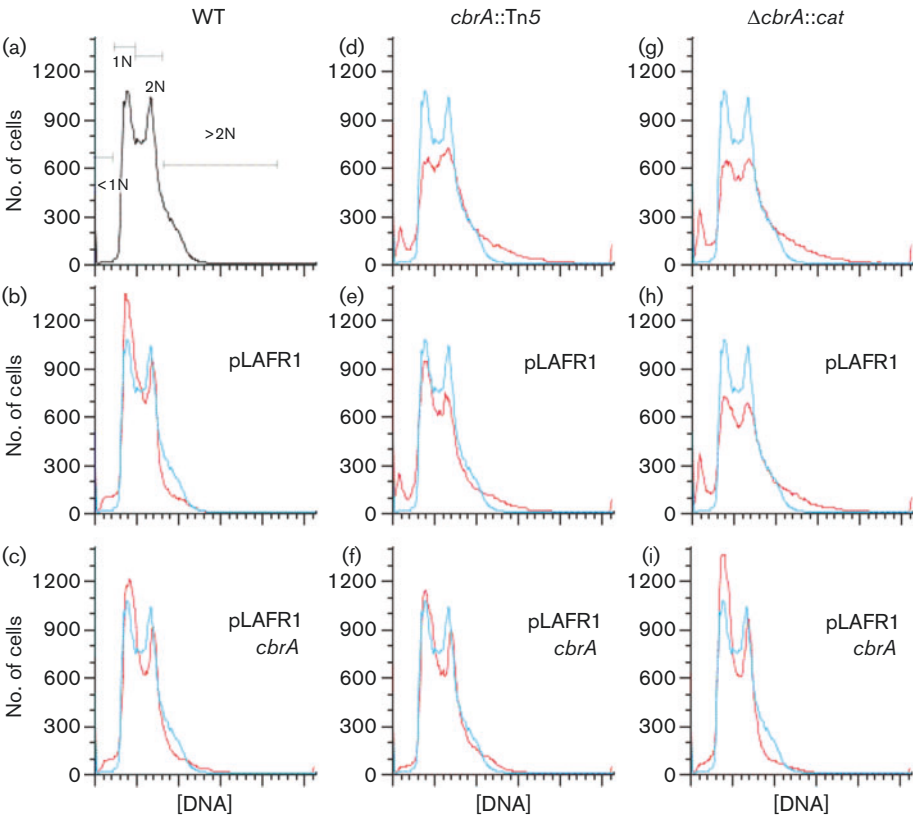 WT
cbrA::Tn5
ΔcbrA::cat
(a)
1N
2N
>2N
<1N
No. of cells
1200
900
600
300
0
(d)
1200
900
600
300
0
(g)
1200
900
600
300
0
(b)
pLAFR1
No. of cells
1200
900
600
300
0
(e)
pLAFR1
1200
900
600
300
0
(h)
pLAFR1
1200
900
600
300
0
(c)
pLAFR1
cbrA
No. of cells
1200
900
600
300
0
[DNA]
(f)
pLAFR1
cbrA
1200
900
600
300
0
[DNA]
(i)
pLAFR1
cbrA
1200
900
600
300
0
[DNA]